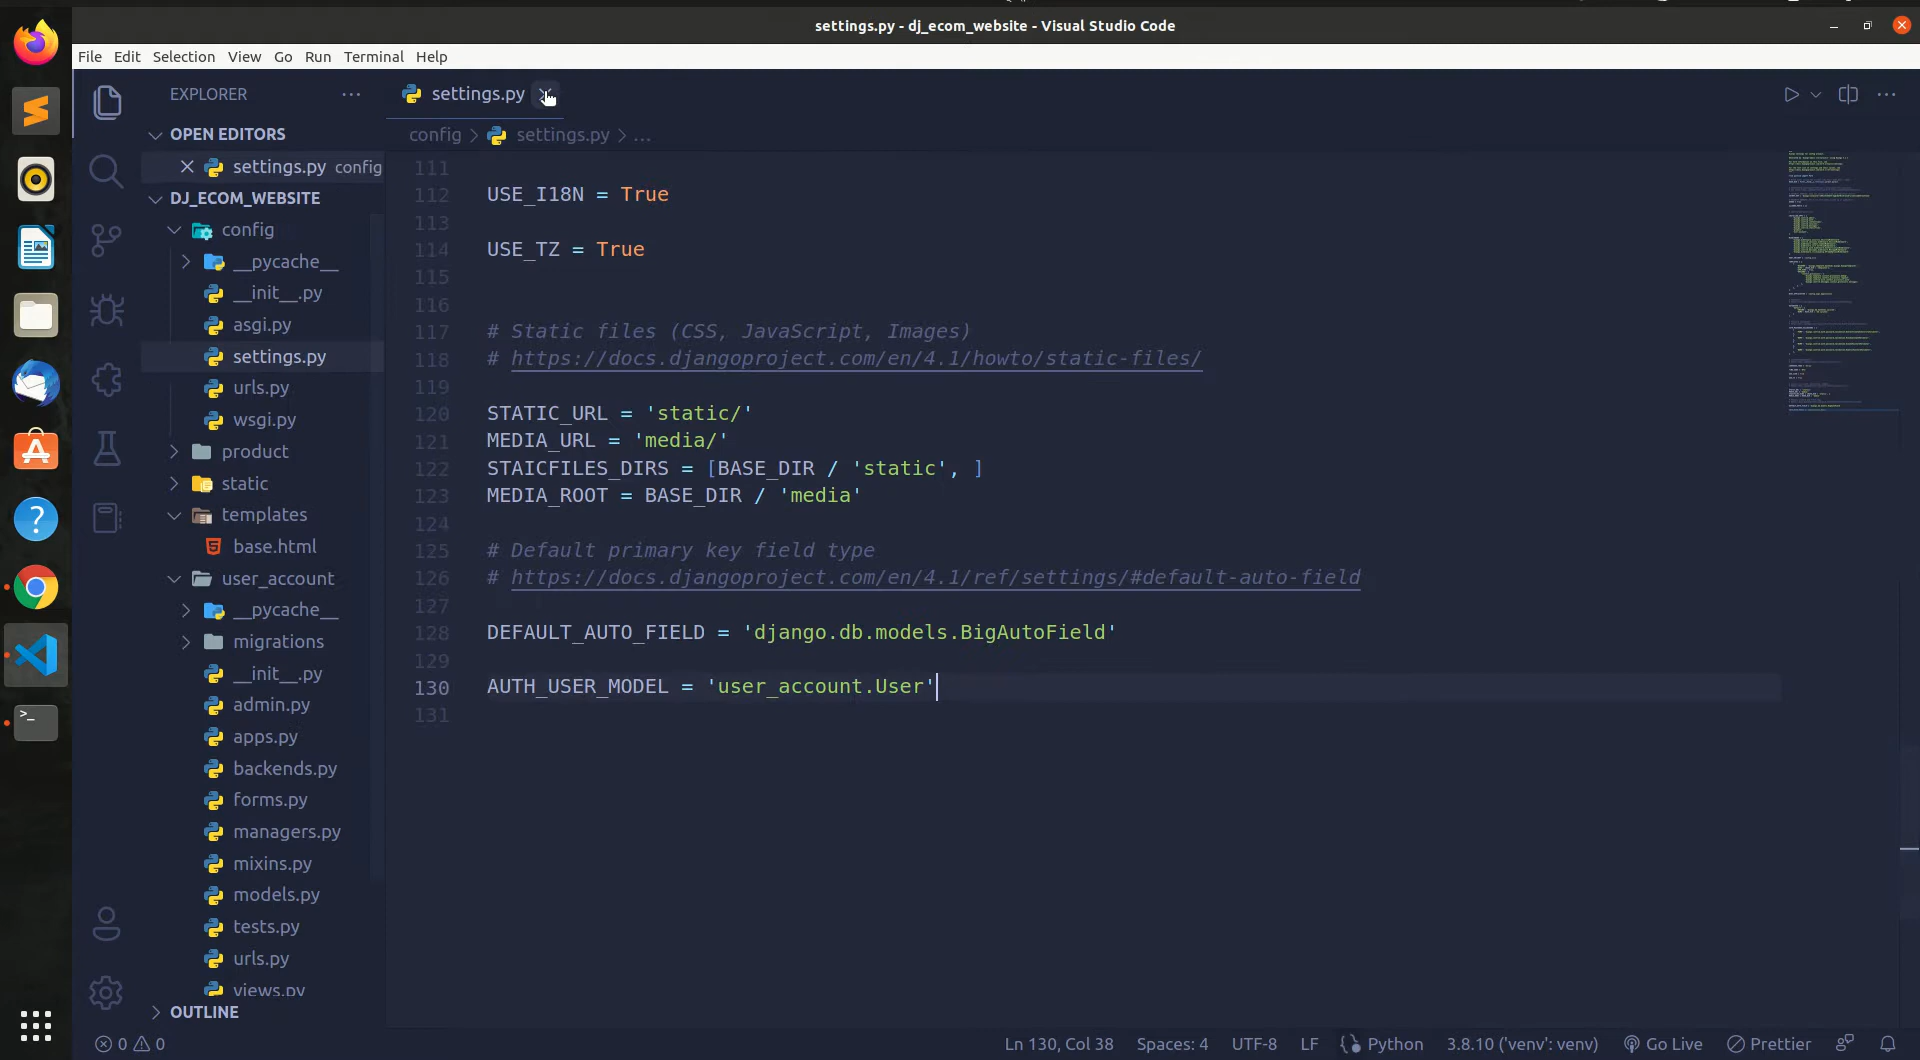 settings.py - dj_ecom_website - Visual Studio Code
File Edit Selection View Go Run Terminal Help
EXPLORER
OPEN EDITORS
settings.py config
DJ_ECOM_WEBSITE
config
__pycache__
__init__.py
asgi.py
settings.py
urls.py
wsgi.py
product
static
templates
base.html
user_account
__pycache__
migrations
__init__.py
admin.py
apps.py
backends.py
forms.py
managers.py
mixins.py
models.py
tests.py
urls.py
views.py
OUTLINE
settings.py
config > settings.py > ...
111
112 USE_I18N = True
113
114 USE_TZ = True
115
116
117 # Static files (CSS, JavaScript, Images)
118 # https://docs.djangoproject.com/en/4.1/howto/static-files/
119
120 STATIC_URL = 'static/'
121 MEDIA_URL = 'media/'
122 STAICFILES_DIRS = [BASE_DIR / 'static', ]
123 MEDIA_ROOT = BASE_DIR / 'media'
124
125 # Default primary key field type
126 # https://docs.djangoproject.com/en/4.1/ref/settings/#default-auto-field
127
128 DEFAULT_AUTO_FIELD = 'django.db.models.BigAutoField'
129
130 AUTH_USER_MODEL = 'user_account.User'
131
0 0 Ln 130, Col 38 Spaces: 4 UTF-8 LF Python 3.8.10 ('venv': venv) Go Live Prettier